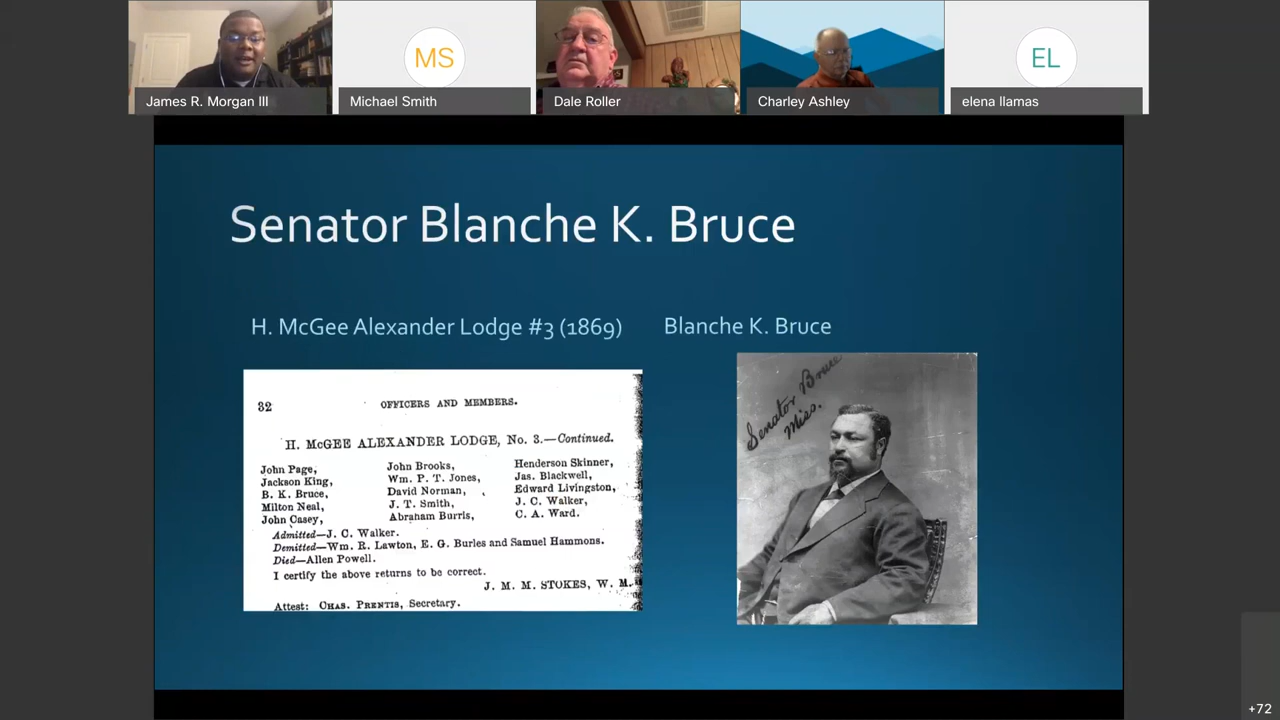 James R. Morgan III
MS
Michael Smith
Dale Roller
Charley Ashley
EL
elena llamas
Senator Blanche K. Bruce
H. McGee Alexander Lodge #3 (1869)
Blanche K. Bruce
32 OFFICERS AND MEMBERS.
H. McGEE ALEXANDER LODGE, No. 3.—Continued.
John Page, John Brooks, Henderson Skinner,
Jackson King, Wm. P. T. Jones, Jas. Blackwell,
B. K. Bruce, David Norman, Edward Livingston,
Milton Neal, J. T. Smith, J. C. Walker,
John Casey, Abraham Burris, C. A. Ward.
Admitted—J. C. Walker.
Demitted—Wm. R. Lawton, E. G. Burles and Samuel Hammons.
Died—Allen Powell.
I certify the above returns to be correct.
J. M. M. STOKES, W. M.
Attest: CHAS. PRENTIS, Secretary.
Senator Bruce
Miss.
+72